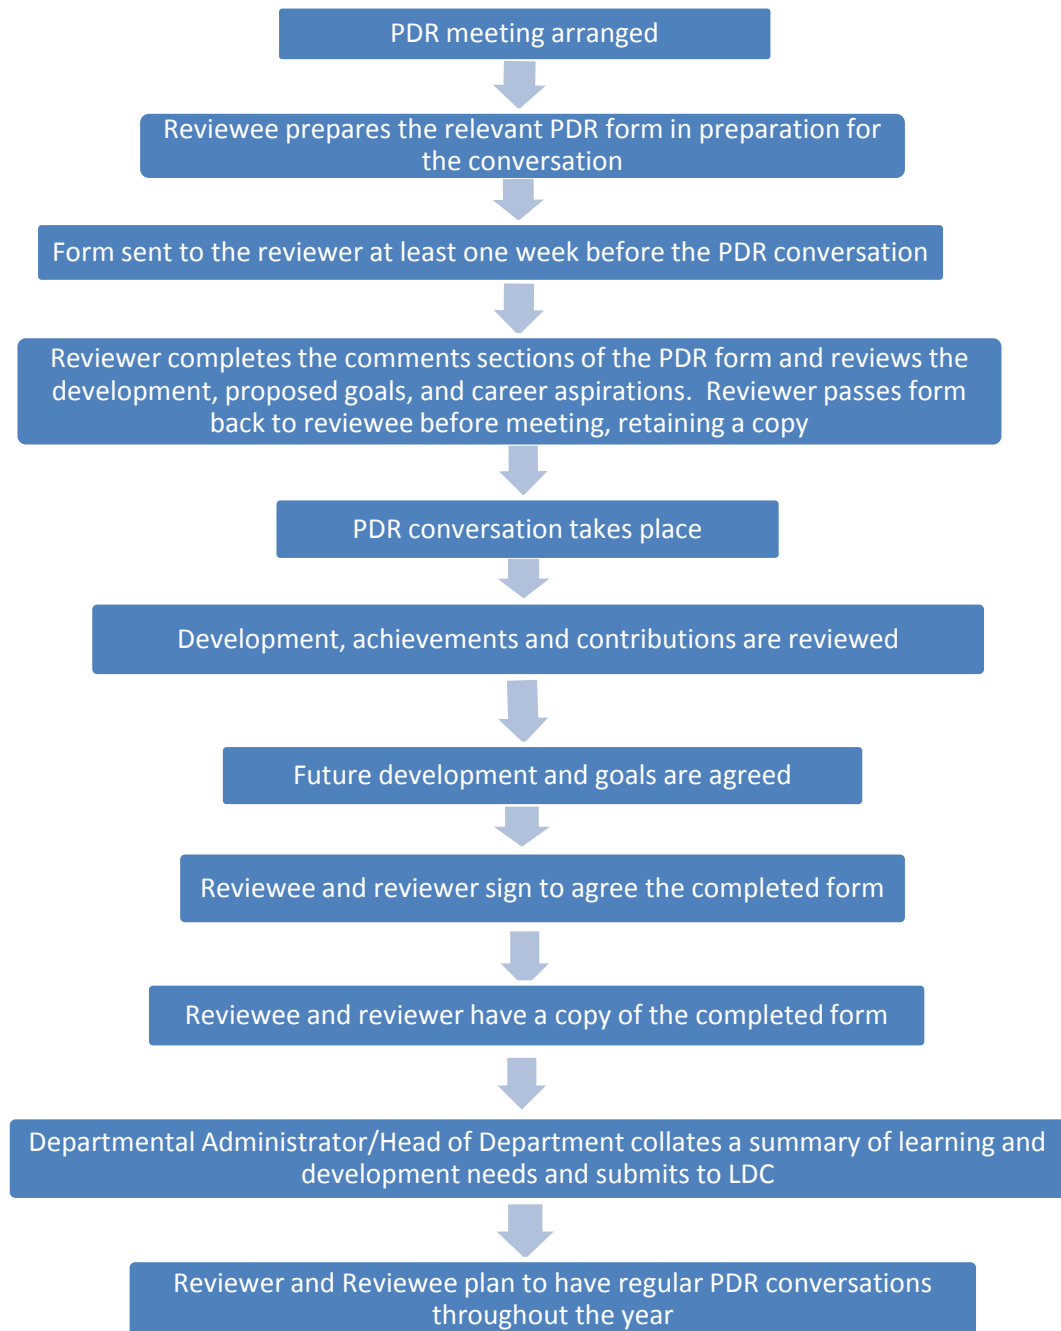 PDR meeting arranged
Reviewee prepares the relevant PDR form in preparation for
the conversation
Form sent to the reviewer at least one week before the PDR conversation
Reviewer completes the comments sections of the PDR form and reviews the
development, proposed goals, and career aspirations.  Reviewer passes form
back to reviewee before meeting, retaining a copy
PDR conversation takes place
Development, achievements and contributions are reviewed
Future development and goals are agreed
Reviewee and reviewer sign to agree the completed form
Reviewee and reviewer have a copy of the completed form
Departmental Administrator/Head of Department collates a summary of learning and
development needs and submits to LDC
Reviewer and Reviewee plan to have regular PDR conversations
throughout the year